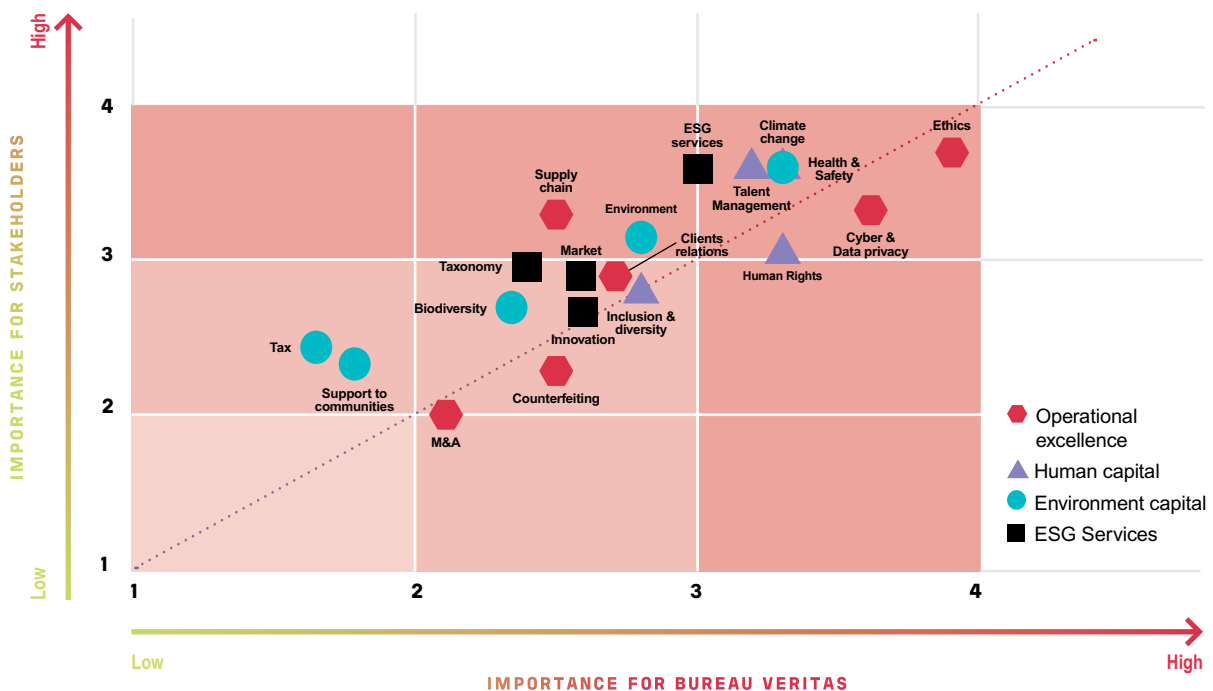 High
IMPORTANCE FOR STAKEHOLDERS
Low
4
3
2
1
1
2
3
4
ESG
services
Climate
change
Ethics
Health &
Safety
Talent
Management
Supply
chain
Environment
Clients
relations
Cyber &
Data privacy
Market
Taxonomy
Human Rights
Biodiversity
Inclusion &
diversity
Innovation
Tax
Support to
communities
Counterfeiting
M&A
Operational
excellence
Human capital
Environment capital
ESG Services
Low
High
IMPORTANCE FOR BUREAU VERITAS